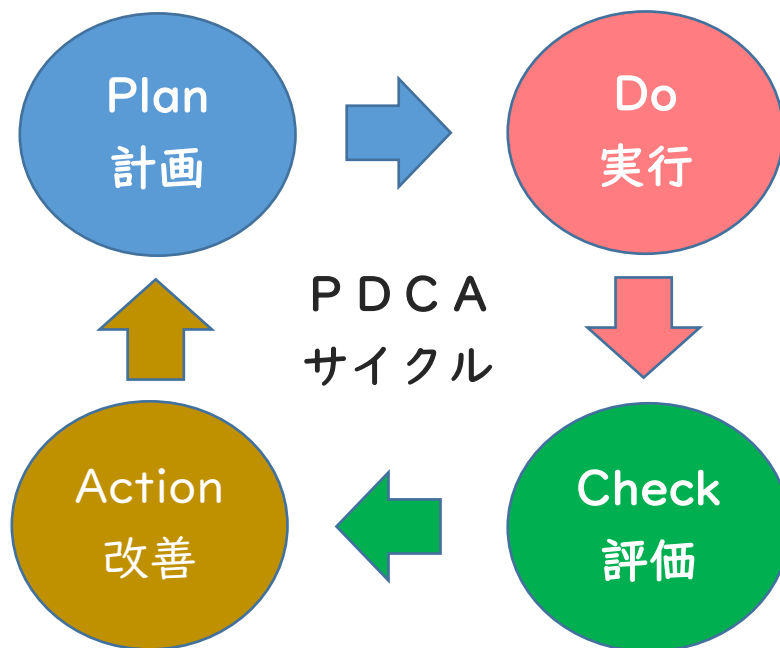 Plan
計画
Do
実行
ＰＤＣＡ
サイクル
Action
改善
Check
評価